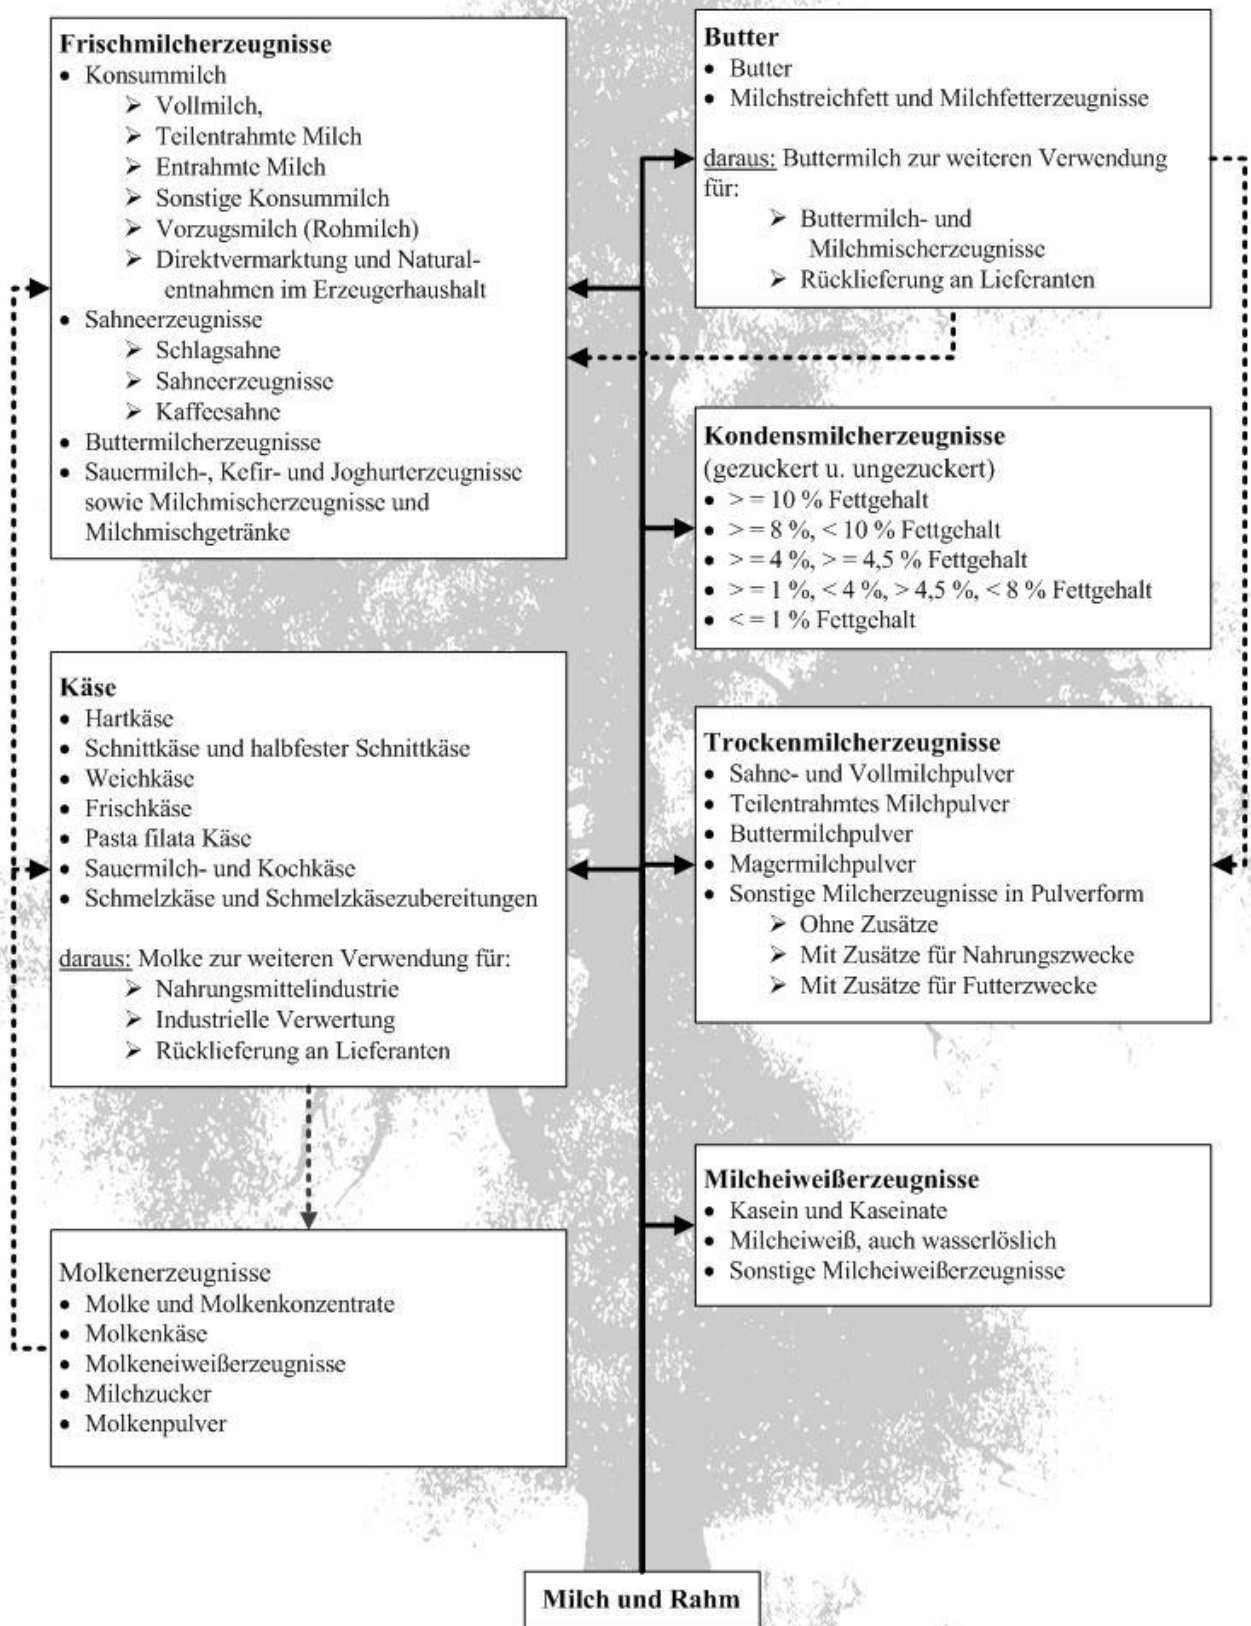 Frischmilcherzeugnisse
• Konsummilch
➢ Vollmilch,
➢ Teilentrahmte Milch
➢ Entrahmte Milch
➢ Sonstige Konsummilch
➢ Vorzugsmilch (Rohmilch)
➢ Direktvermarktung und Natural-
entnahmen im Erzeugerhaushalt
• Sahneerzeugnisse
➢ Schlagsahne
➢ Sahneerzeugnisse
➢ Kaffeesahne
• Buttermilcherzeugnisse
• Sauermilch-, Kefir- und Joghurterzeugnisse
sowie Milchmischerzeugnisse und
Milchmischgetränke
Butter
• Butter
• Milchstreichfett und Milchfetterzeugnisse
daraus: Buttermilch zur weiteren Verwendung
für:
➢ Buttermilch- und
Milchmischerzeugnisse
➢ Rücklieferung an Lieferanten
Kondensmilcherzeugnisse
(gezuckert u. ungezuckert)
• > = 10 % Fettgehalt
• > = 8 %, < 10 % Fettgehalt
• > = 4 %, > = 4,5 % Fettgehalt
• > = 1 %, < 4 %, > 4,5 %, < 8 % Fettgehalt
• < = 1 % Fettgehalt
Käse
• Hartkäse
• Schnittkäse und halbfester Schnittkäse
• Weichkäse
• Frischkäse
• Pasta filata Käse
• Sauermilch- und Kochkäse
• Schmelzkäse und Schmelzkäsezubereitungen
daraus: Molke zur weiteren Verwendung für:
➢ Nahrungsmittelindustrie
➢ Industrielle Verwertung
➢ Rücklieferung an Lieferanten
Trockenmilcherzeugnisse
• Sahne- und Vollmilchpulver
• Teilentrahmtes Milchpulver
• Buttermilchpulver
• Magermilchpulver
• Sonstige Milcherzeugnisse in Pulverform
➢ Ohne Zusätze
➢ Mit Zusätze für Nahrungszwecke
➢ Mit Zusätze für Futterzwecke
Milcheiweißerzeugnisse
• Kasein und Kaseinate
• Milcheiweiß, auch wasserlöslich
• Sonstige Milcheiweißerzeugnisse
Molkenerzeugnisse
• Molke und Molkenkonzentrate
• Molkenkäse
• Molkeneiweißerzeugnisse
• Milchzucker
• Molkenpulver
Milch und Rahm